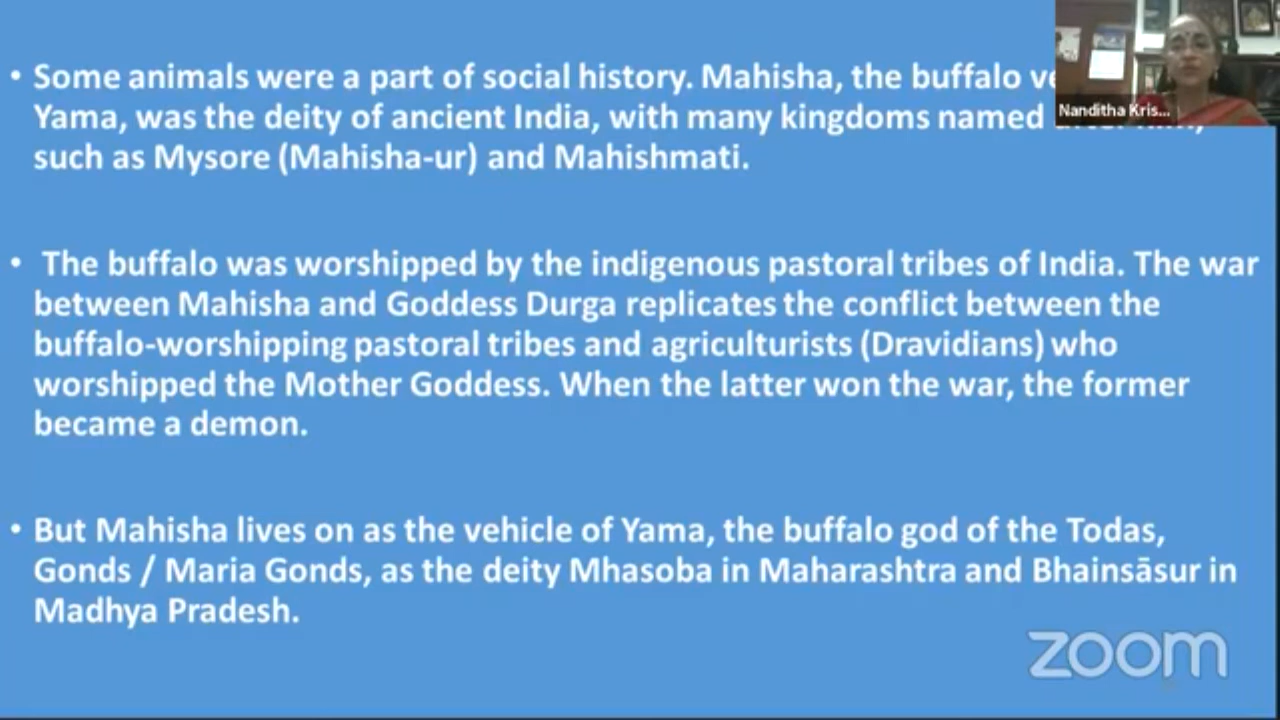 • Some animals were a part of social history. Mahisha, the buffalo
Nanditha Kris...
Yama, was the deity of ancient India, with many kingdoms named
such as Mysore (Mahisha-ur) and Mahishmati.
• The buffalo was worshipped by the indigenous pastoral tribes of India. The war
between Mahisha and Goddess Durga replicates the conflict between the
buffalo-worshipping pastoral tribes and agriculturists (Dravidians) who
worshipped the Mother Goddess. When the latter won the war, the former
became a demon.
• But Mahisha lives on as the vehicle of Yama, the buffalo god of the Todas,
Gonds / Maria Gonds, as the deity Mhasoba in Maharashtra and Bhainsāsur in
Madhya Pradesh.
zoom